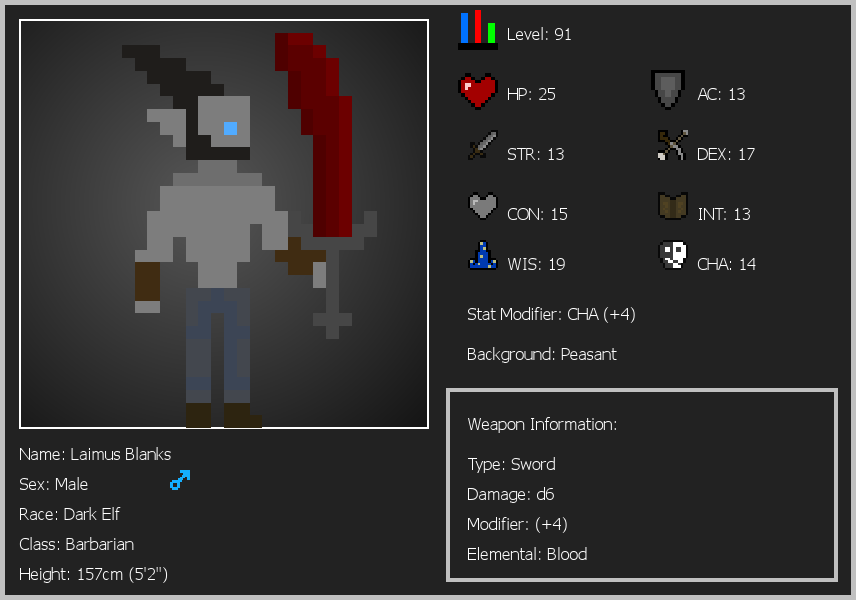 Level: 91
HP: 25
AC: 13
STR: 13
DEX: 17
CON: 15
INT: 13
WIS: 19
CHA: 14
Stat Modifier: CHA (+4)
Background: Peasant
Weapon Information:
Type: Sword
Damage: d6
Modifier: (+4)
Elemental: Blood
Name: Laimus Blanks
Sex: Male
Race: Dark Elf
Class: Barbarian
Height: 157cm (5'2")